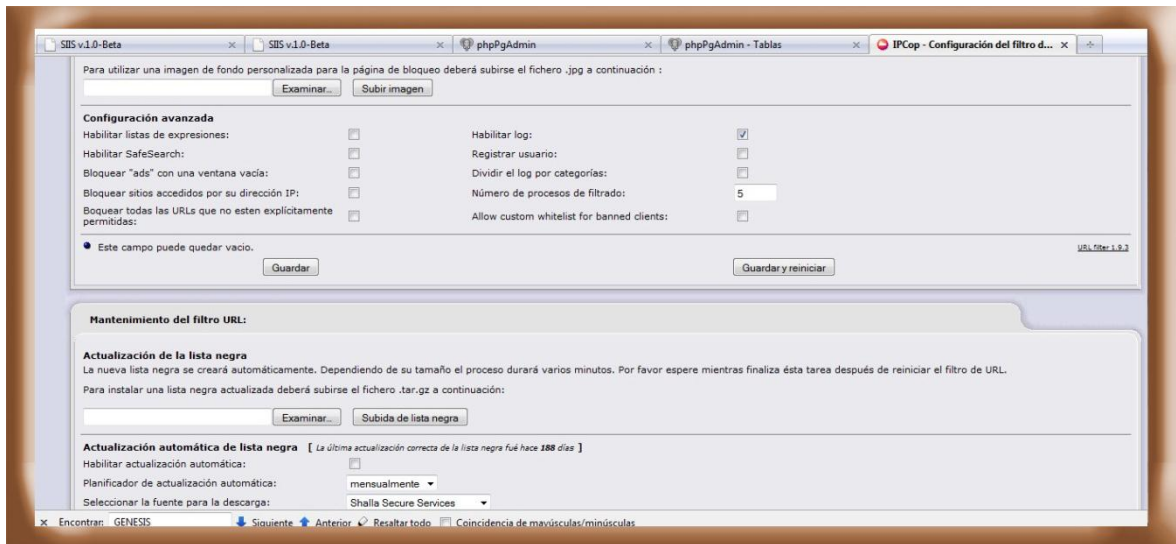 SIIS v.1.0-Beta SIIS v.1.0-Beta phpPgAdmin phpPgAdmin - Tablas IPCop - Configuración del filtro d...
Para utilizar una imagen de fondo personalizada para la página de bloqueo deberá subirse el fichero .jpg a continuación :
Examinar... Subir imagen
Configuración avanzada
Habilitar listas de expresiones: Habilitar log:
Habilitar SafeSearch: Registrar usuario:
Bloquear "ads" con una ventana vacía: Dividir el log por categorías:
Bloquear sitios accedidos por su dirección IP: Número de procesos de filtrado: 5
Boquear todas las URLs que no esten explícitamente
permitidas: Allow custom whitelist for banned clients:
Este campo puede quedar vacio. URL filter 1.9.3
Guardar Guardar y reiniciar
Mantenimiento del filtro URL:
Actualización de la lista negra
La nueva lista negra se creará automáticamente. Dependiendo de su tamaño el proceso durará varios minutos. Por favor espere mientras finaliza ésta tarea después de reiniciar el filtro de URL.
Para instalar una lista negra actualizada deberá subirse el fichero .tar.gz a continuación:
Examinar... Subida de lista negra
Actualización automática de lista negra [ La última actualización correcta de la lista negra fué hace 188 días ]
Habilitar actualización automática:
Planificador de actualización automática: mensualmente
Seleccionar la fuente para la descarga: Shalla Secure Services
x Encontrar: GENESIS Siguiente Anterior Resaltar todo Coincidencia de mayúsculas/minúsculas